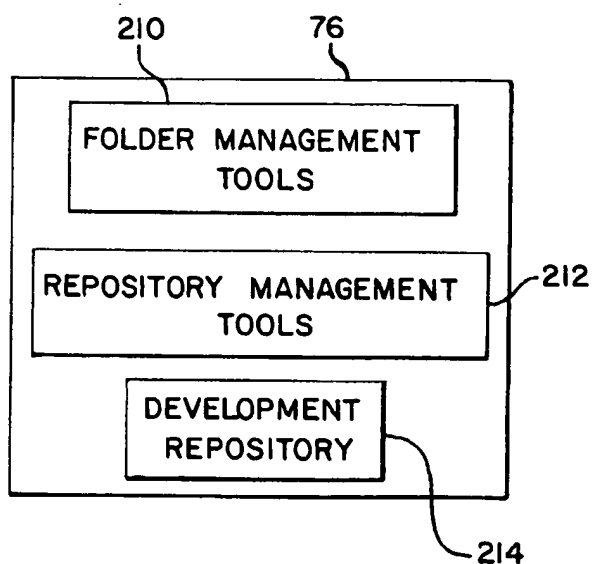 210
76
FOLDER MANAGEMENT
TOOLS
REPOSITORY MANAGEMENT
TOOLS
212
DEVELOPMENT
REPOSITORY
214